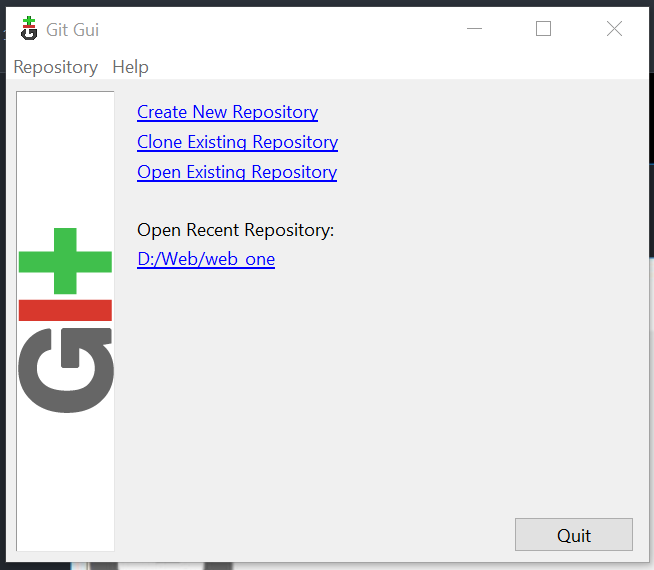 Git Gui
Repository Help
Create New Repository
Clone Existing Repository
Open Existing Repository
Open Recent Repository:
D:/Web/web_one
GIt
Quit